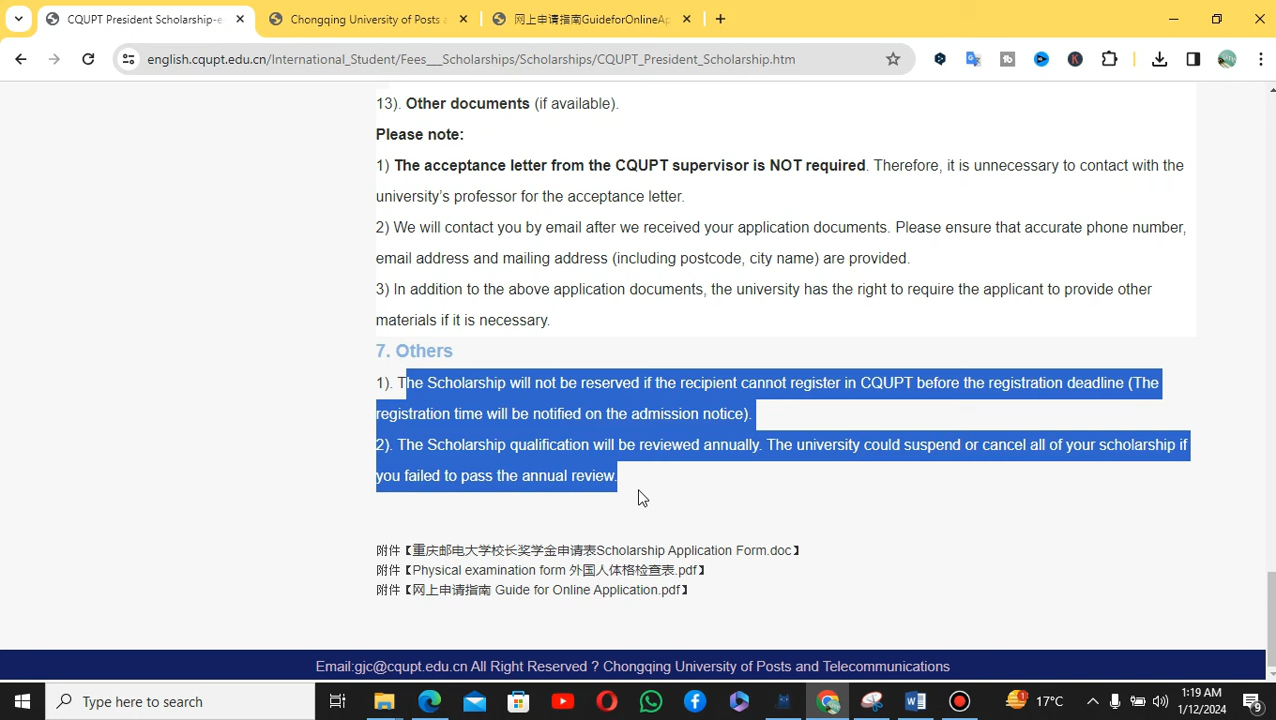 CQUPT President Scholarship-e
Chongqing University of Posts a
网上申请指南GuideforOnlineAp
english.cqupt.edu.cn/International_Student/Fees___Scholarships/Scholarships/CQUPT_President_Scholarship.htm
13). Other documents (if available).
Please note:
1) The acceptance letter from the CQUPT supervisor is NOT required. Therefore, it is unnecessary to contact with the
university's professor for the acceptance letter.
2) We will contact you by email after we received your application documents. Please ensure that accurate phone number,
email address and mailing address (including postcode, city name) are provided.
3) In addition to the above application documents, the university has the right to require the applicant to provide other
materials if it is necessary.
7. Others
1). The Scholarship will not be reserved if the recipient cannot register in CQUPT before the registration deadline (The
registration time will be notified on the admission notice).
2). The Scholarship qualification will be reviewed annually. The university could suspend or cancel all of your scholarship if
you failed to pass the annual review.
附件【重庆邮电大学校长奖学金申请表Scholarship Application Form.doc】
附件【Physical examination form 外国人体格检查表.pdf】
附件【网上申请指南 Guide for Online Application.pdf】
Email:gjc@cqupt.edu.cn All Right Reserved ? Chongqing University of Posts and Telecommunications
Type here to search
17°C
1:19 AM
1/12/2024
9